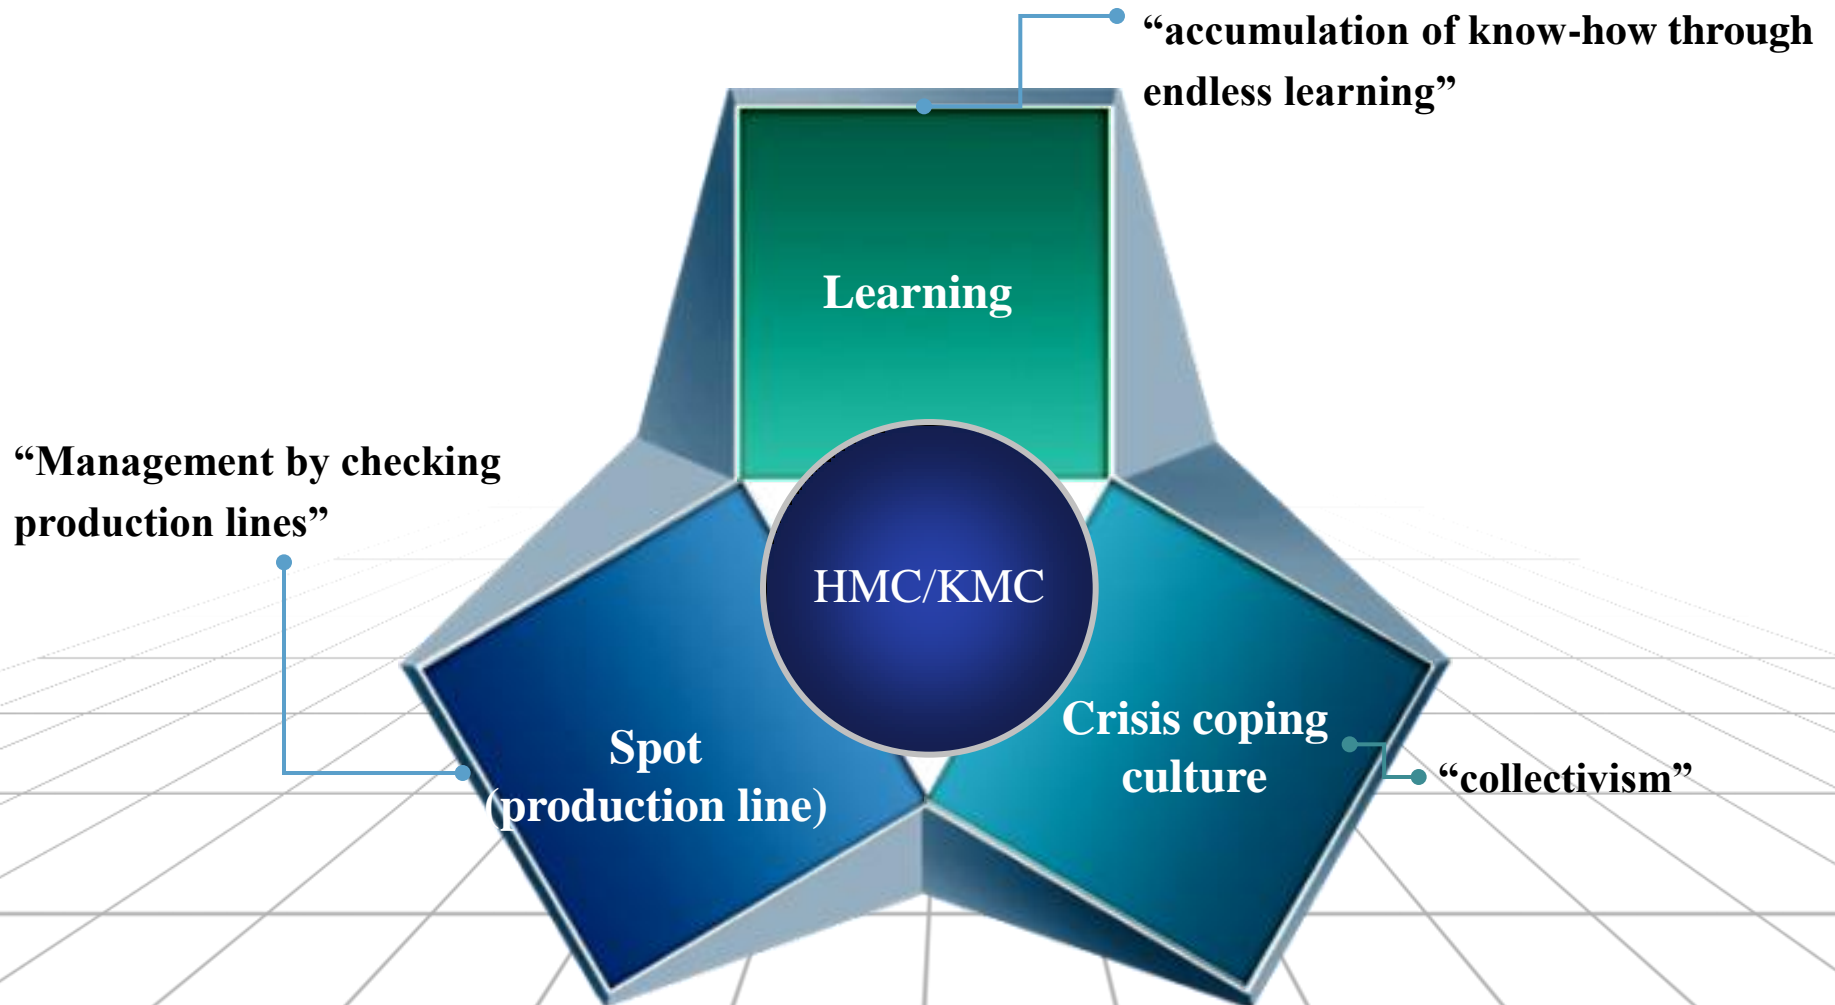 “accumulation of know-how through
endless learning”
Learning
“Management by checking
production lines”
HMC/KMC
Spot
(production line)
Crisis coping
culture
“collectivism”